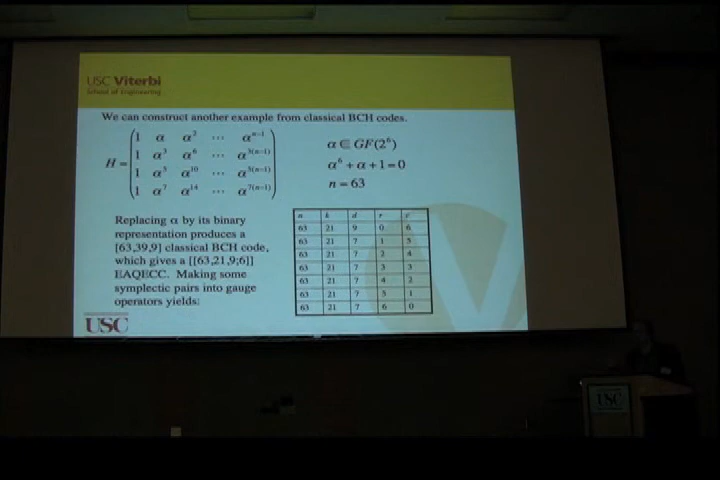 USC Viterbi
School of Engineering
We can construct another example from classical BCH codes.
H = ( 1 α α² ⋯ αⁿ⁻¹
1 α³ α⁶ ⋯ α³⁽ⁿ⁻¹⁾
1 α⁵ α¹⁰ ⋯ α⁵⁽ⁿ⁻¹⁾
1 α⁷ α¹⁴ ⋯ α⁷⁽ⁿ⁻¹⁾ )
α ∈ GF(2⁶)
α⁶ + α + 1 = 0
n = 63
Replacing α by its binary
representation produces a
[63,39,9] classical BCH code,
which gives a [[63,21,9;6]]
EAQECC. Making some
symplectic pairs into gauge
operators yields:
n k d r c
63 21 9 0 6
63 21 7 1 5
63 21 7 2 4
63 21 7 3 3
63 21 7 4 2
63 21 7 5 1
63 21 7 6 0
USC
USC